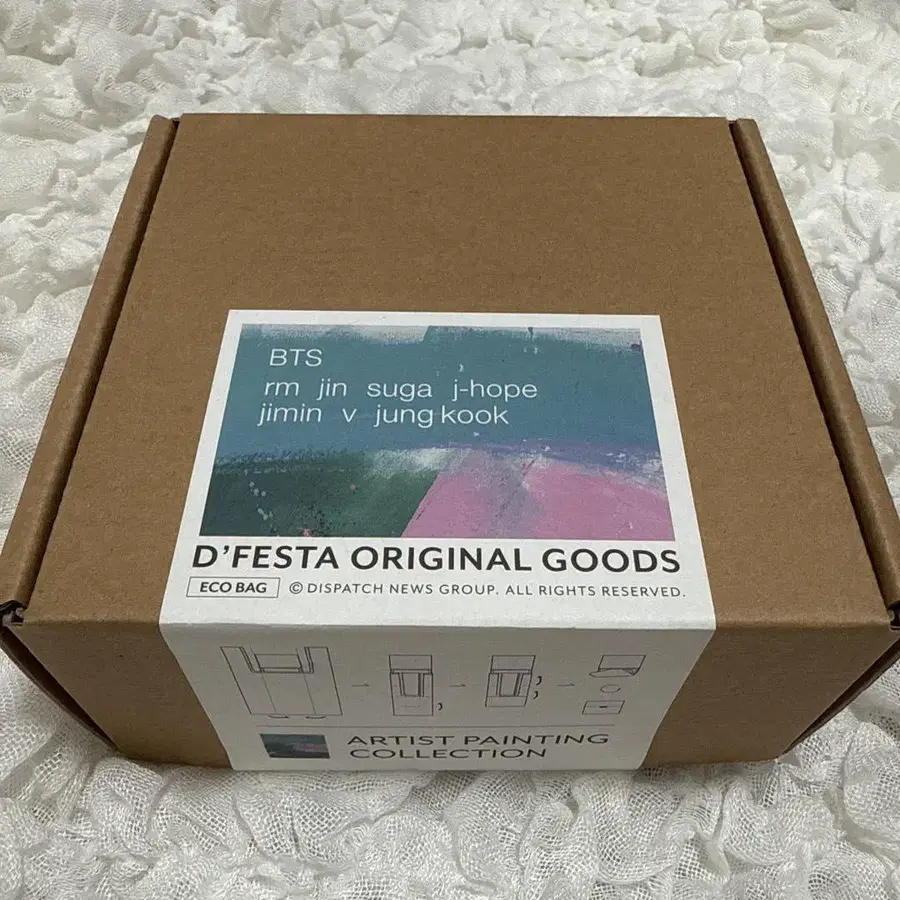 BTS
rm jin suga j-hope
jimin v jung kook
D'FESTA ORIGINAL GOODS
ECO BAG © DISPATCH NEWS GROUP. ALL RIGHTS RESERVED.
ARTIST PAINTING
COLLECTION